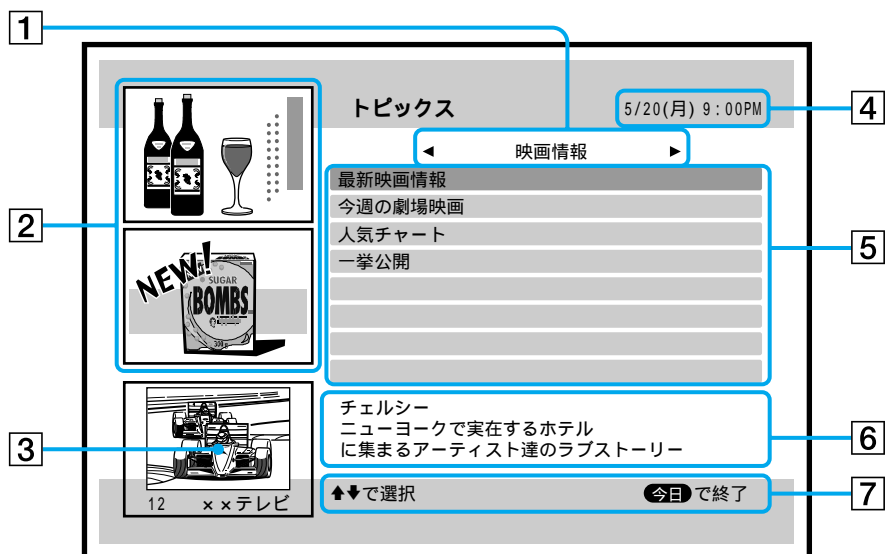 1
トピックス
5/20(月) 9:00PM
4
◀ 映画情報 ▶
2
最新映画情報
今週の劇場映画
人気チャート
一挙公開
5
NEW!
SUGAR
BOMBS
300g
チェルシー
ニューヨークで実在するホテル
に集まるアーティスト達のラブストーリー
6
3
12 ××テレビ
⬆⬇で選択
今日で終了
7